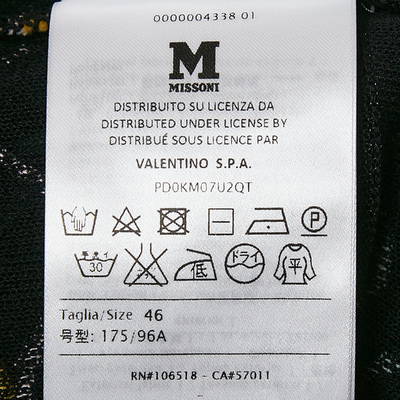 0000004338 01
M
MISSONI
DISTRIBUITO SU LICENZA DA
DISTRIBUTED UNDER LICENSE BY
DISTRIBUÉ SOUS LICENCE PAR
VALENTINO S.P.A.
PD0KM07U2QT
P
30 低 ドライ 平
Taglia/Size 46
号型: 175/96A
RN#106518 - CA#57011